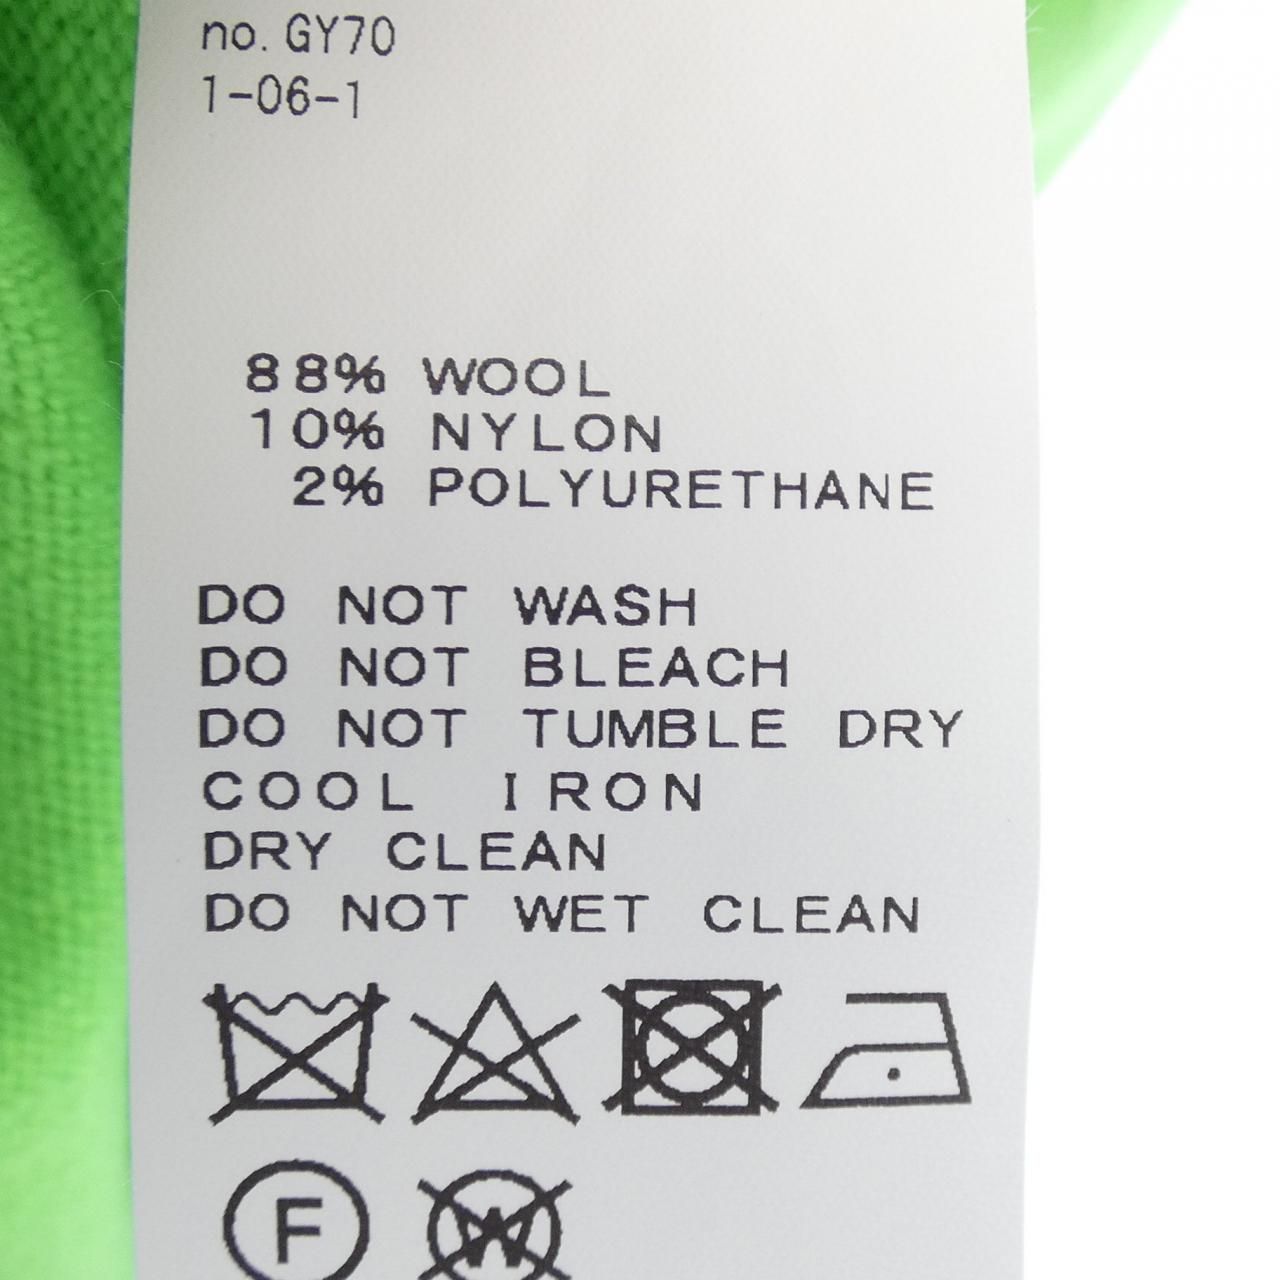 no. GY70
1-06-1
88% WOOL
10% NYLON
2% POLYURETHANE
DO NOT WASH
DO NOT BLEACH
DO NOT TUMBLE DRY
COOL IRON
DRY CLEAN
DO NOT WET CLEAN
F W